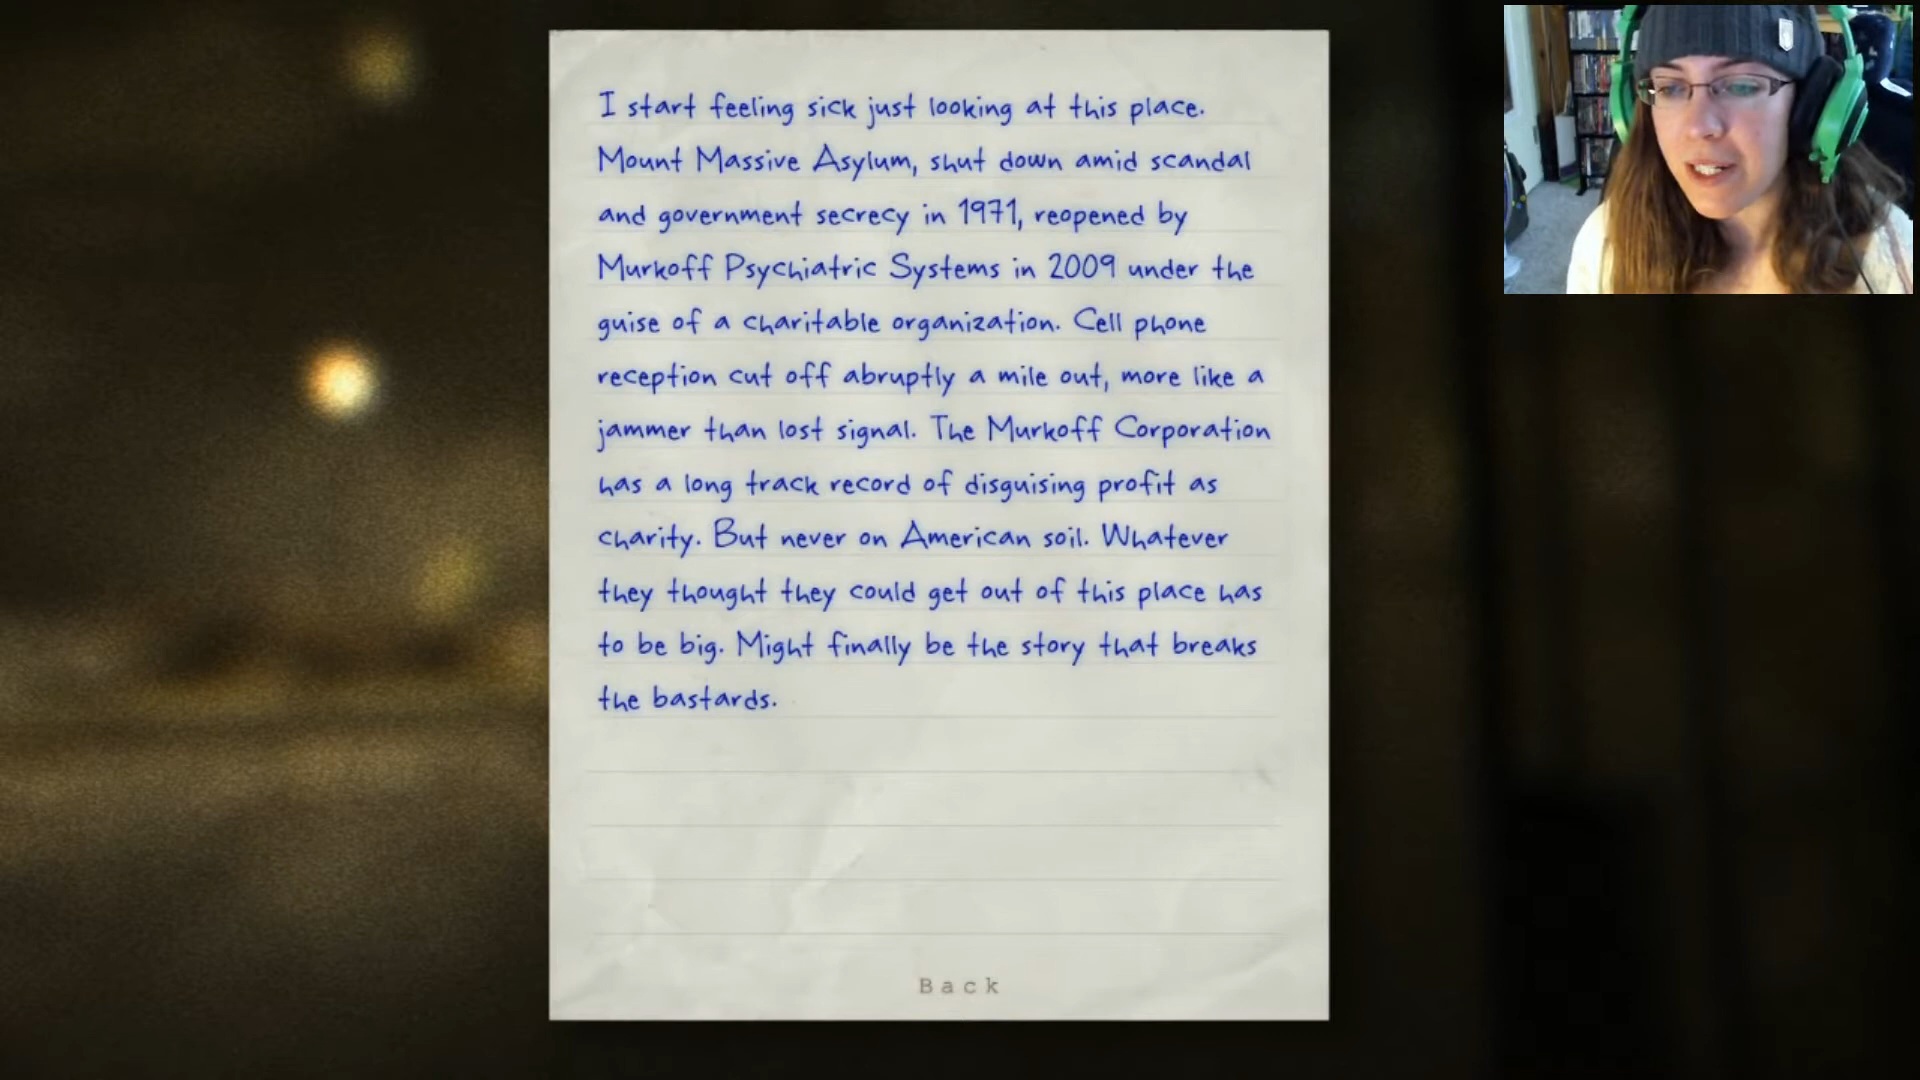 I start feeling sick just looking at this place.
Mount Massive Asylum, shut down amid scandal
and government secrecy in 1971, reopened by
Murkoff Psychiatric Systems in 2009 under the
guise of a charitable organization. Cell phone
reception cut off abruptly a mile out, more like a
jammer than lost signal. The Murkoff Corporation
has a long track record of disguising profit as
charity. But never on American soil. Whatever
they thought they could get out of this place has
to be big. Might finally be the story that breaks
the bastards.
Back